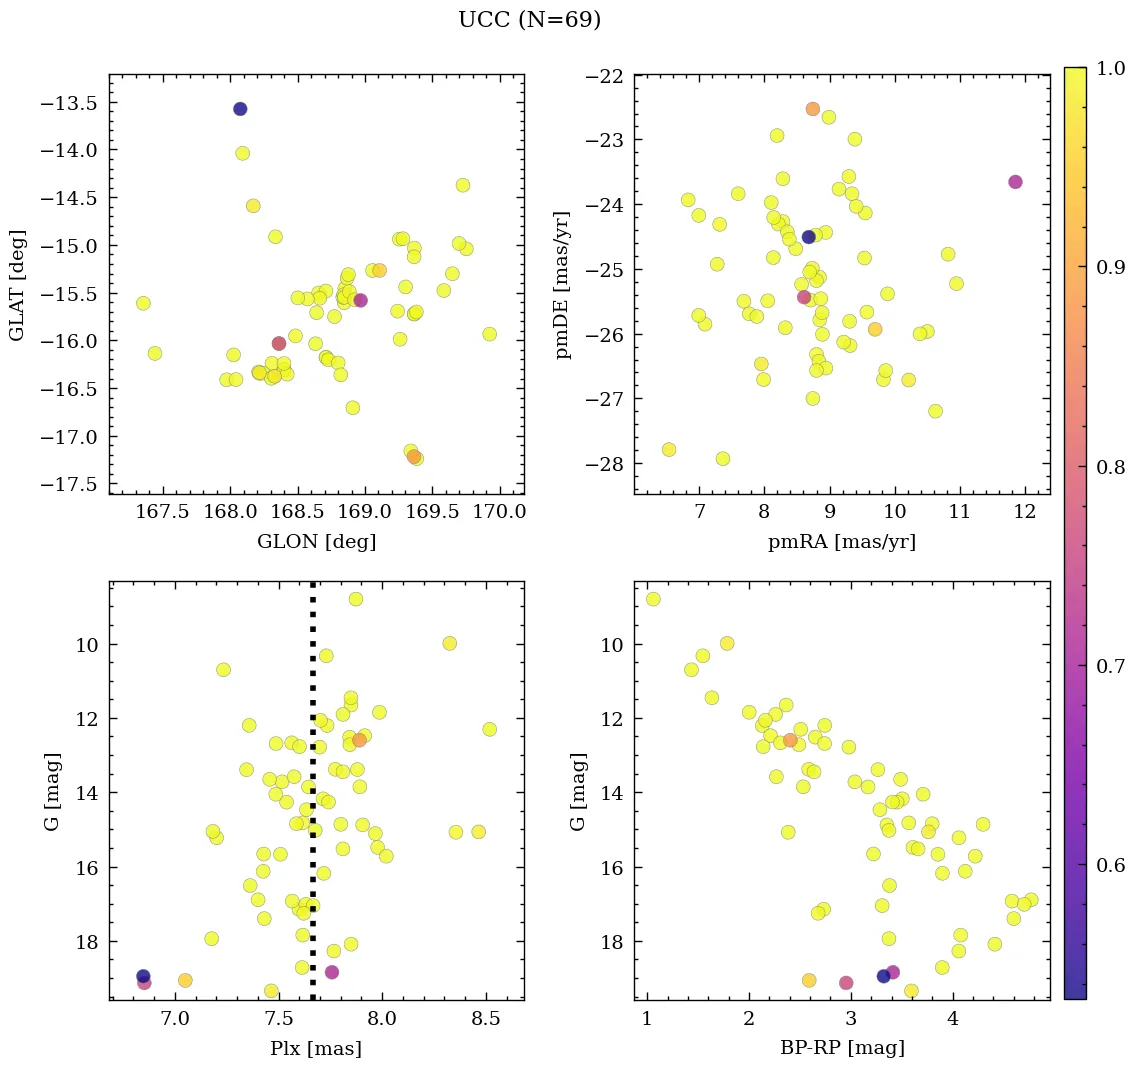 UCC (N=69)
−13.5
−14.0
−14.5
−15.0
−15.5
−16.0
−16.5
−17.0
−17.5
GLAT [deg]
167.5 168.0 168.5 169.0 169.5 170.0
GLON [deg]
−22
−23
−24
−25
−26
−27
−28
pmDE [mas/yr]
7 8 9 10 11 12
pmRA [mas/yr]
1.0
0.9
0.8
0.7
0.6
10
12
14
16
18
G [mag]
7.0 7.5 8.0 8.5
Plx [mas]
10
12
14
16
18
G [mag]
1 2 3 4
BP-RP [mag]